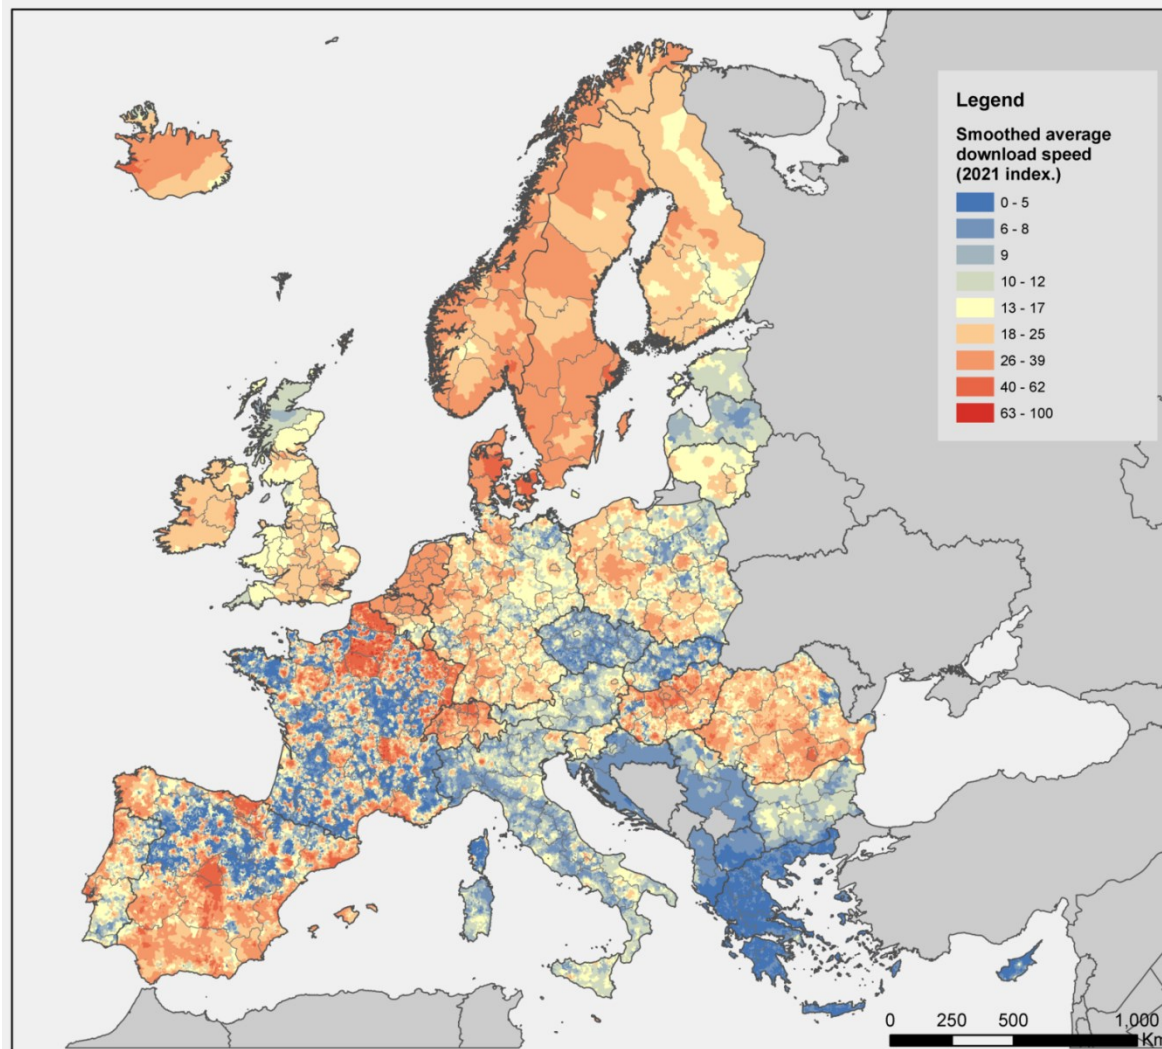 Legend
Smoothed average
download speed
(2021 index.)
0 - 5
6 - 8
9
10 - 12
13 - 17
18 - 25
26 - 39
40 - 62
63 - 100
0 250 500 1,000
Km